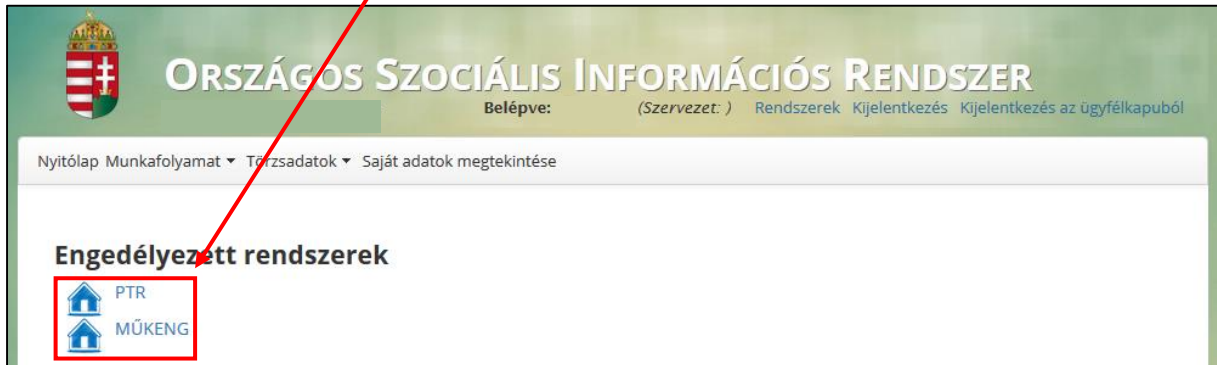 ORSZÁGOS SZOCIÁLIS INFORMÁCIÓS RENDSZER
Belépve: (Szervezet: ) Rendszerek Kijelentkezés Kijelentkezés az ügyfélkapuból
Nyitólap Munkafolyamat Törzsadatok Saját adatok megtekintése
Engedélyezett rendszerek
PTR
MŰKENG